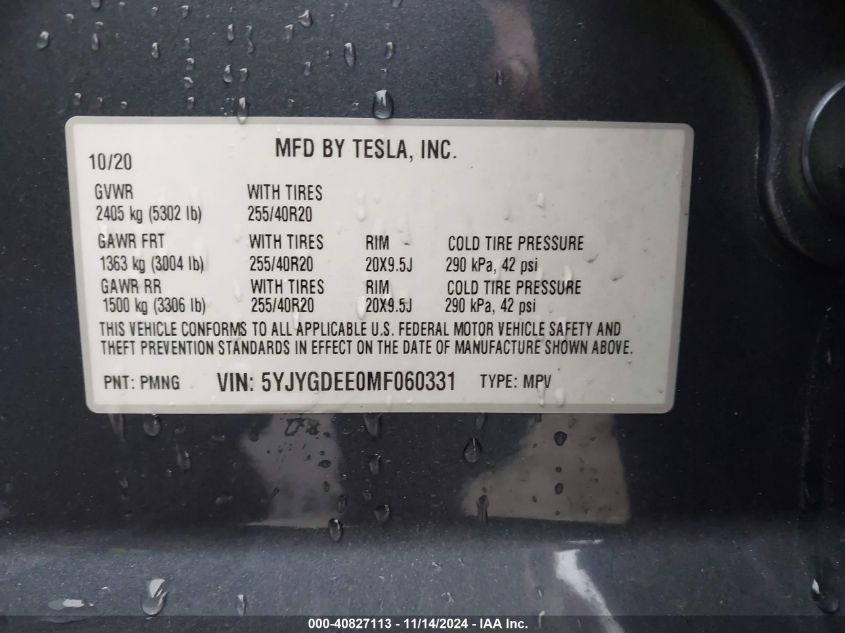 MFD BY TESLA, INC.
10/20
GVWR WITH TIRES
2405 kg (5302 lb) 255/40R20
GAWR FRT WITH TIRES RIM COLD TIRE PRESSURE
1363 kg (3004 lb) 255/40R20 20X9.5J 290 kPa, 42 psi
GAWR RR WITH TIRES RIM COLD TIRE PRESSURE
1500 kg (3306 lb) 255/40R20 20X9.5J 290 kPa, 42 psi
THIS VEHICLE CONFORMS TO ALL APPLICABLE U.S. FEDERAL MOTOR VEHICLE SAFETY AND
THEFT PREVENTION STANDARDS IN EFFECT ON THE DATE OF MANUFACTURE SHOWN ABOVE.
PNT: PMNG VIN: 5YJYGDEE0MF060331 TYPE: MPV
000-40827113 - 11/14/2024 - IAA Inc.